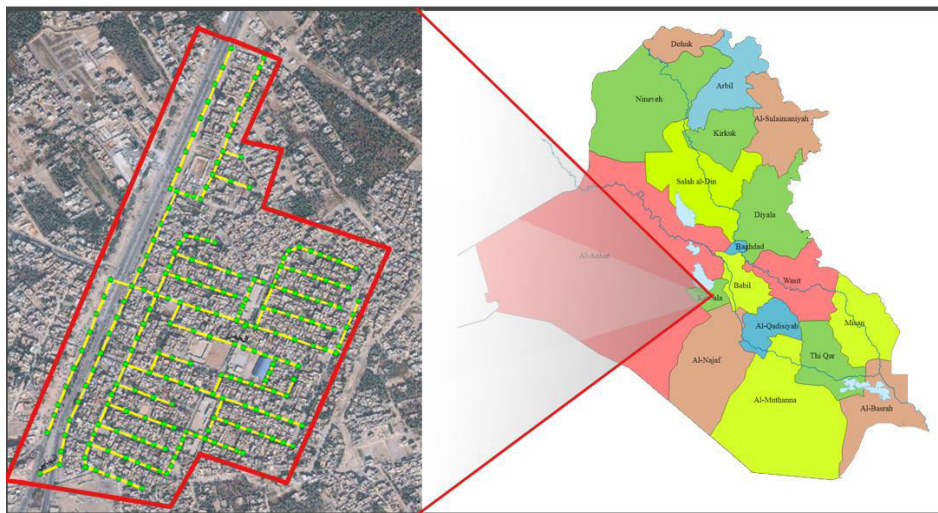 Dohuk
Nineveh
Arbil
Al-Sulaimaniyah
Kirkuk
Salah al-Din
Diyala
Baghdad
Al-Anbar
Wasit
Babil
Al-Qadisiyah
Misan
Thi Qar
Al-Najaf
Al-Muthanna
Al-Basrah